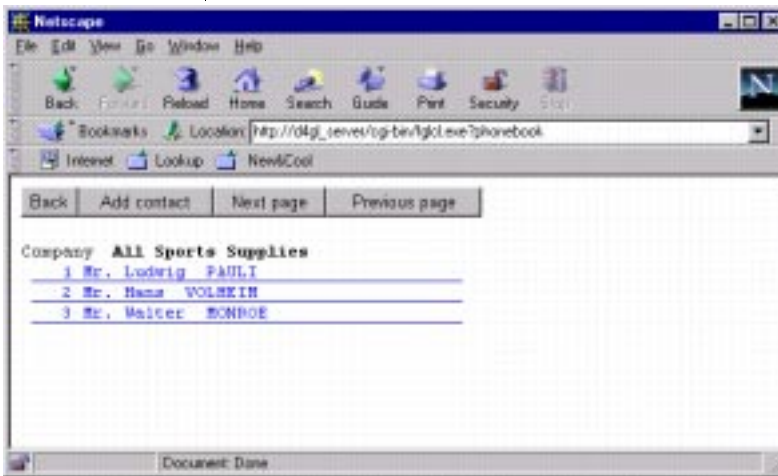 Netscape
File Edit View Go Window Help
Back Forward Reload Home Search Guide Print Security Stop
Bookmarks Location: http://d4gl_server/cgi-bin/fglcl.exe?phonebook
Internet Lookup New&Cool
Back Add contact Next page Previous page
Company All Sports Supplies
1 Mr. Ludwig PAULI
2 Mr. Hans VOLHEIM
3 Mr. Walter MONROE
Document: Done